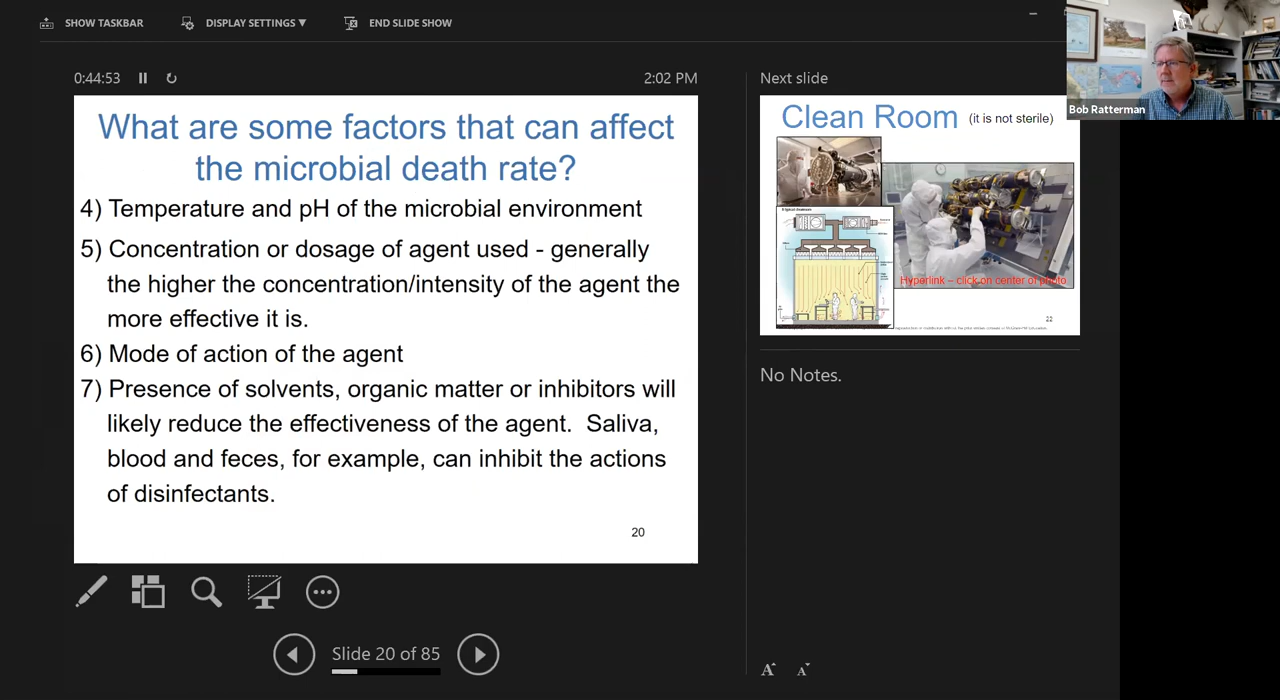 SHOW TASKBAR
DISPLAY SETTINGS ▼
END SLIDE SHOW
0:44:53
2:02 PM
What are some factors that can affect
the microbial death rate?
4) Temperature and pH of the microbial environment
5) Concentration or dosage of agent used - generally
the higher the concentration/intensity of the agent the
more effective it is.
6) Mode of action of the agent
7) Presence of solvents, organic matter or inhibitors will
likely reduce the effectiveness of the agent. Saliva,
blood and feces, for example, can inhibit the actions
of disinfectants.
20
Slide 20 of 85
Next slide
Clean Room (it is not sterile)
Hyperlink – click on center of photo
22
No Notes.
A
A
Bob Ratterman